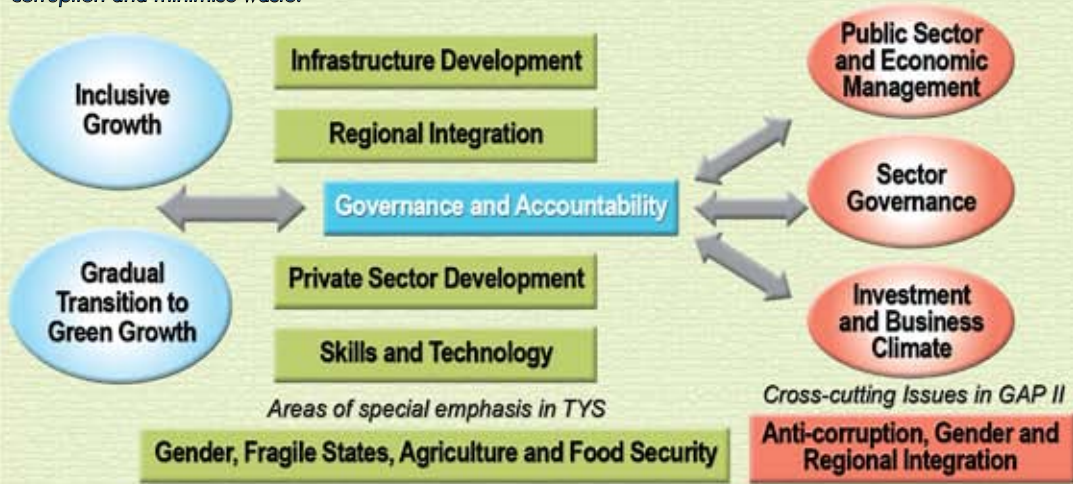 Inclusive
Growth
Gradual
Transition to
Green Growth
Infrastructure Development
Regional Integration
Governance and Accountability
Private Sector Development
Skills and Technology
Areas of special emphasis in TYS
Gender, Fragile States, Agriculture and Food Security
Public Sector
and Economic
Management
Sector
Governance
Investment
and Business
Climate
Cross-cutting Issues in GAP II
Anti-corruption, Gender and
Regional Integration